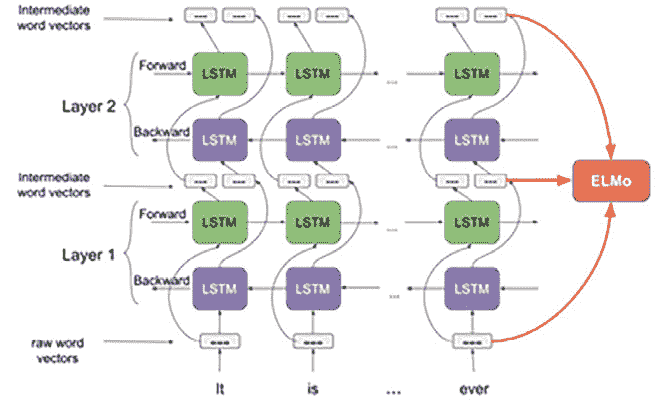 Intermediate
word vectors
Forward
LSTM LSTM ... LSTM
Layer 2
Backward
LSTM LSTM ... LSTM
Intermediate
word vectors
ELMo
Forward
LSTM LSTM ... LSTM
Layer 1
Backward
LSTM LSTM ... LSTM
raw word
vectors
It is ... ever